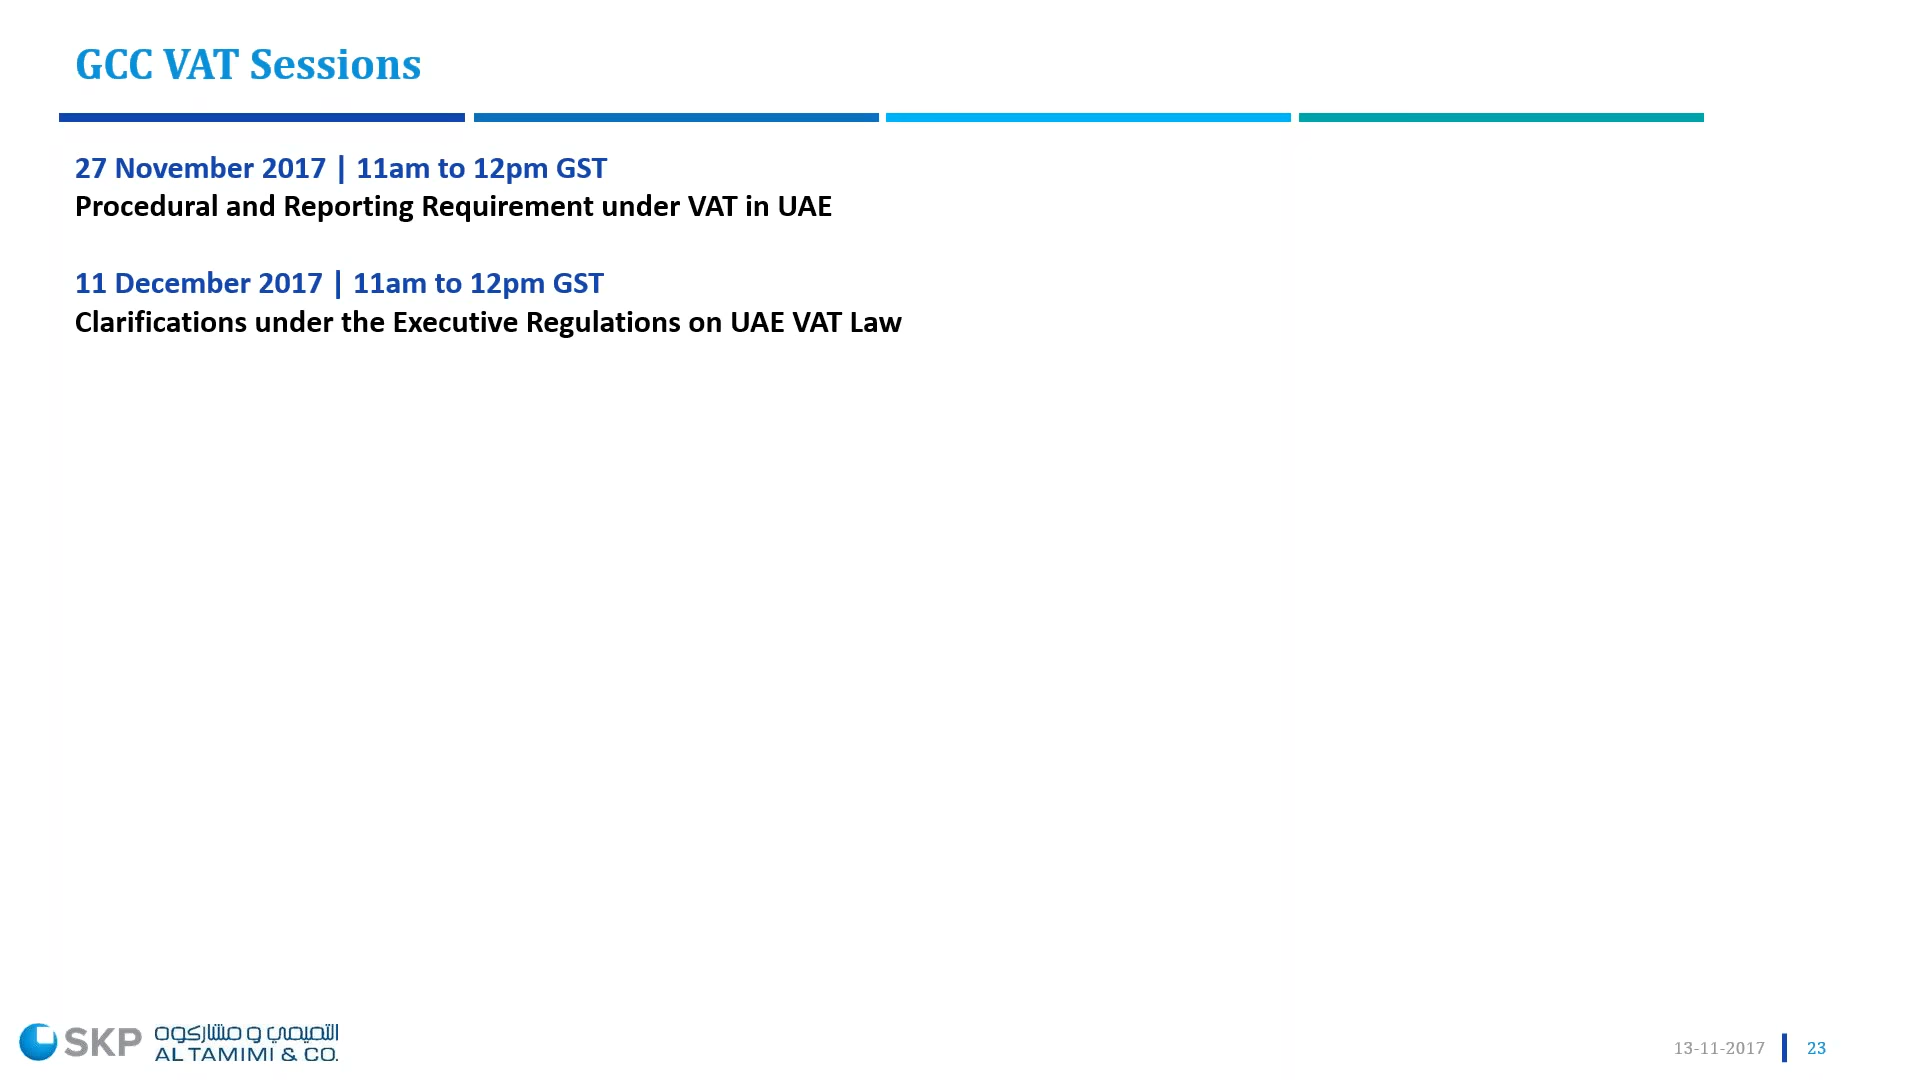 GCC VAT Sessions
27 November 2017 | 11am to 12pm GST
Procedural and Reporting Requirement under VAT in UAE
11 December 2017 | 11am to 12pm GST
Clarifications under the Executive Regulations on UAE VAT Law
SKP
التميمي و مشاركوه
AL TAMIMI & CO.
13-11-2017
23